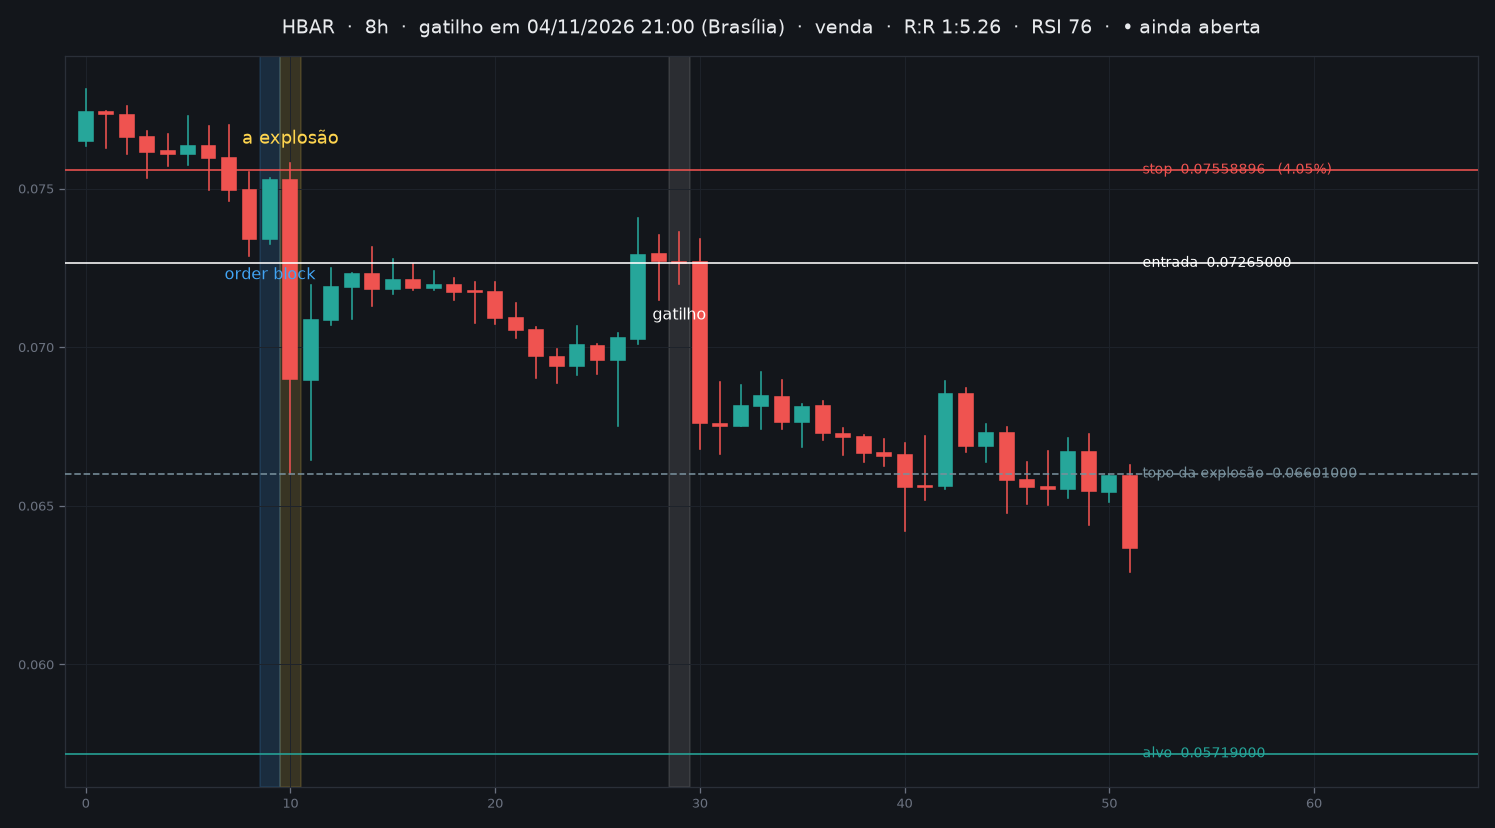 HBAR · 8h · gatilho em 04/11/2026 21:00 (Brasília) · venda · R:R 1:5.26 · RSI 76 · • ainda aberta
a explosão
stop 0.07558896 (4.05%)
0.075
entrada 0.07265000
order block
gatilho
0.070
topo da explosão 0.06601000
0.065
0.060
alvo 0.05719000
0 10 20 30 40 50 60